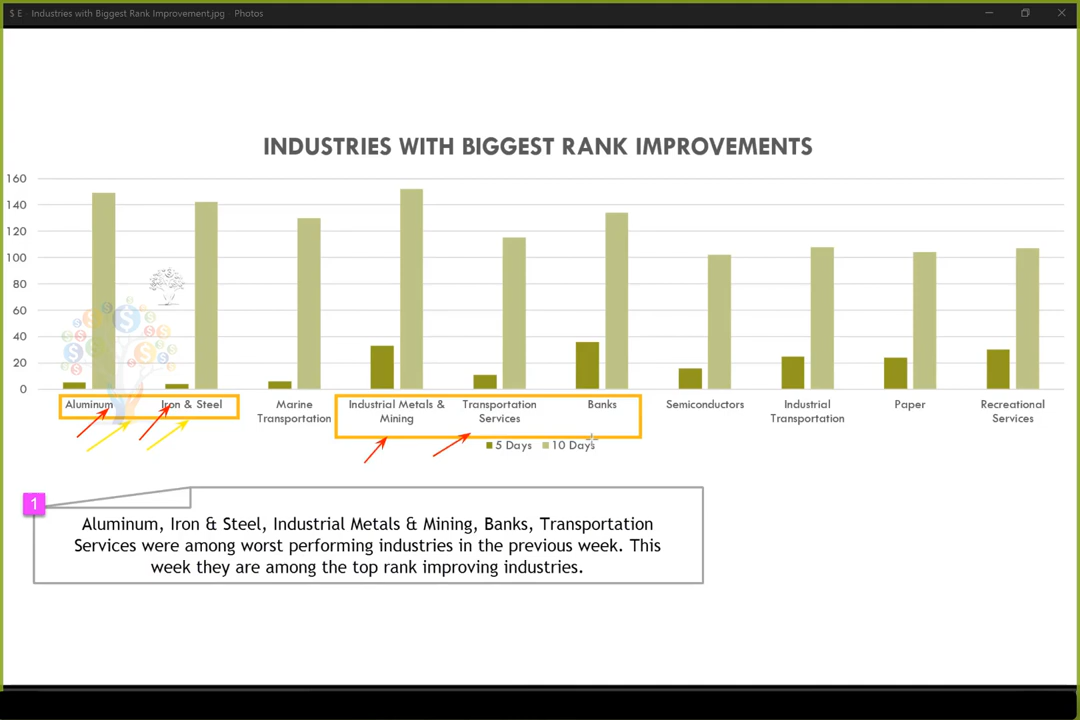 $ E - Industries with Biggest Rank Improvement.jpg Photos
INDUSTRIES WITH BIGGEST RANK IMPROVEMENTS
160
140
120
100
80
60
40
20
0
Aluminum
Iron & Steel
Marine
Transportation
Industrial Metals &
Mining
Transportation
Services
Banks
Semiconductors
Industrial
Transportation
Paper
Recreational
Services
5 Days 10 Days
1
Aluminum, Iron & Steel, Industrial Metals & Mining, Banks, Transportation
Services were among worst performing industries in the previous week. This
week they are among the top rank improving industries.